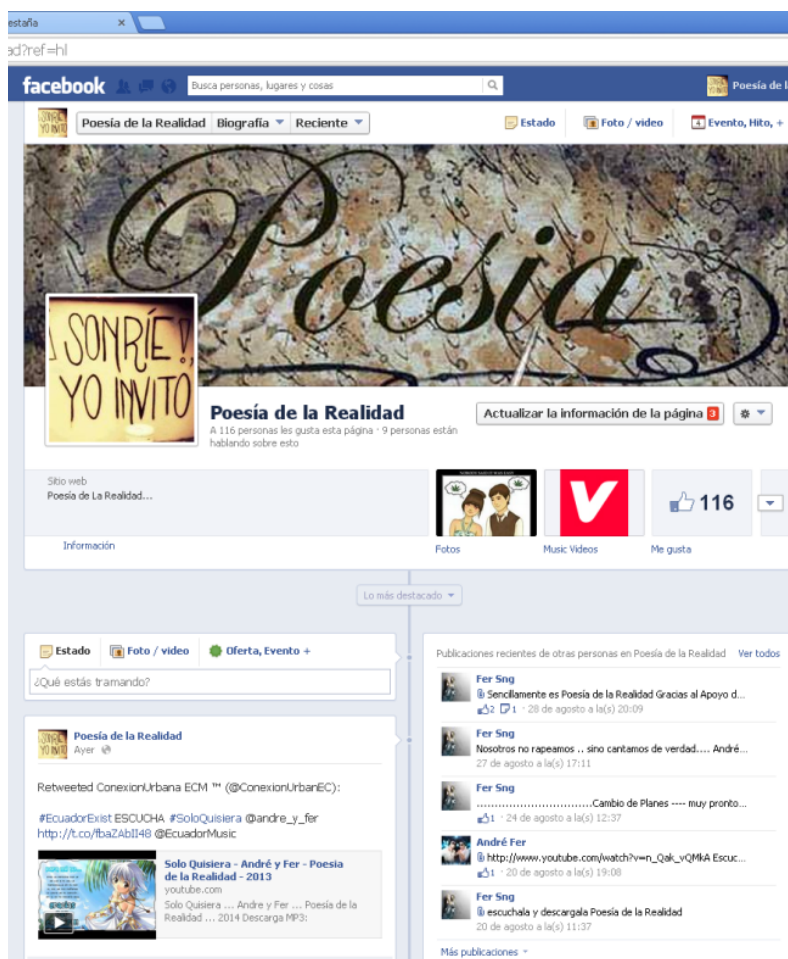 estaña ×
ad?ref=hl
facebook
Busca personas, lugares y cosas
Poesía de l
Poesía de la Realidad Biografía Reciente
Estado Foto / video 4 Evento, Hito, +
Poesia
SONRÍE!,
YO INVITO
Poesía de la Realidad
A 116 personas les gusta esta página · 9 personas están
hablando sobre esto
Actualizar la información de la página 3
Sitio web
Poesía de La Realidad...
Información
V
116
Fotos
Music Videos
Me gusta
Lo más destacado
Estado Foto / video Oferta, Evento +
¿Qué estás tramando?
Poesía de la Realidad
Ayer
Retweeted ConexionUrbana ECM ™ (@ConexionUrbanEC):
#EcuadorExist ESCUCHA #SoloQuisiera @andre_y_fer
http://t.co/fbaZAbII48 @EcuadorMusic
Solo Quisiera - André y Fer - Poesia
de la Realidad - 2013
youtube.com
Solo Quisiera ... Andre y Fer ... Poesía de la
Realidad ... 2014 Descarga MP3:
Publicaciones recientes de otras personas en Poesía de la Realidad Ver todos
Fer Sng
Sencillamente es Poesía de la Realidad Gracias al Apoyo d...
2 1 · 28 de agosto a la(s) 20:09
Fer Sng
Nosotros no rapeamos .. sino cantamos de verdad.... André...
27 de agosto a la(s) 17:11
Fer Sng
.................................Cambio de Planes ---- muy pronto...
1 · 24 de agosto a la(s) 12:37
André Fer
http://www.youtube.com/watch?v=n_Qak_vQMkA Escuc...
1 · 20 de agosto a la(s) 19:08
Fer Sng
escuchala y descargala Poesía de la Realidad
20 de agosto a la(s) 11:37
Más publicaciones